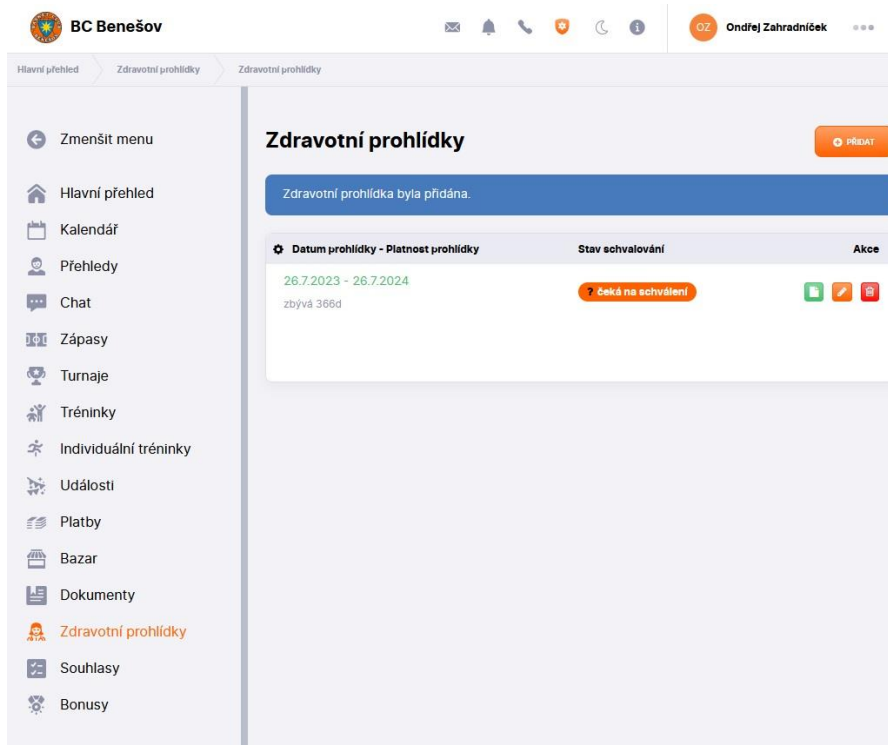 BC Benešov
OZ
Ondřej Zahradníček
Hlavní přehled
Zdravotní prohlídky
Zdravotní prohlídky
Zmenšit menu
Hlavní přehled
Kalendář
Přehledy
Chat
Zápasy
Turnaje
Tréninky
Individuální tréninky
Události
Platby
Bazar
Dokumenty
Zdravotní prohlídky
Souhlasy
Bonusy
Zdravotní prohlídky
PŘIDAT
Zdravotní prohlídka byla přidána.
Datum prohlídky - Platnost prohlídky Stav schvalování Akce
26.7.2023 - 26.7.2024
? čeká na schválení
zbývá 366d